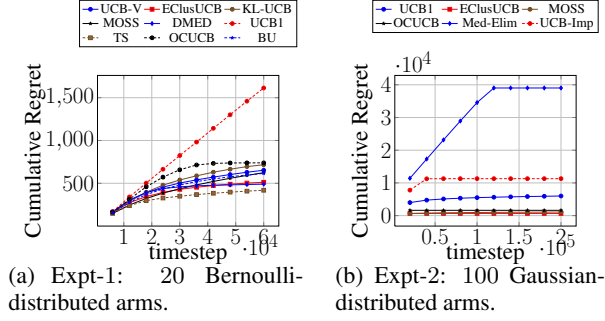 UCB-V EClusUCB KL-UCB
MOSS DMED UCB1
TS OCUCB BU
Cumulative Regret
1,500
1,000
500
1 2 3 4 5 6
timestep ·10^4
(a) Expt-1: 20 Bernoulli-
distributed arms.
UCB1 EClusUCB MOSS
OCUCB Med-Elim UCB-Imp
·10^4
Cumulative Regret
4
3
2
1
0
0.5 1 1.5 2
timestep ·10^5
(b) Expt-2: 100 Gaussian-
distributed arms.